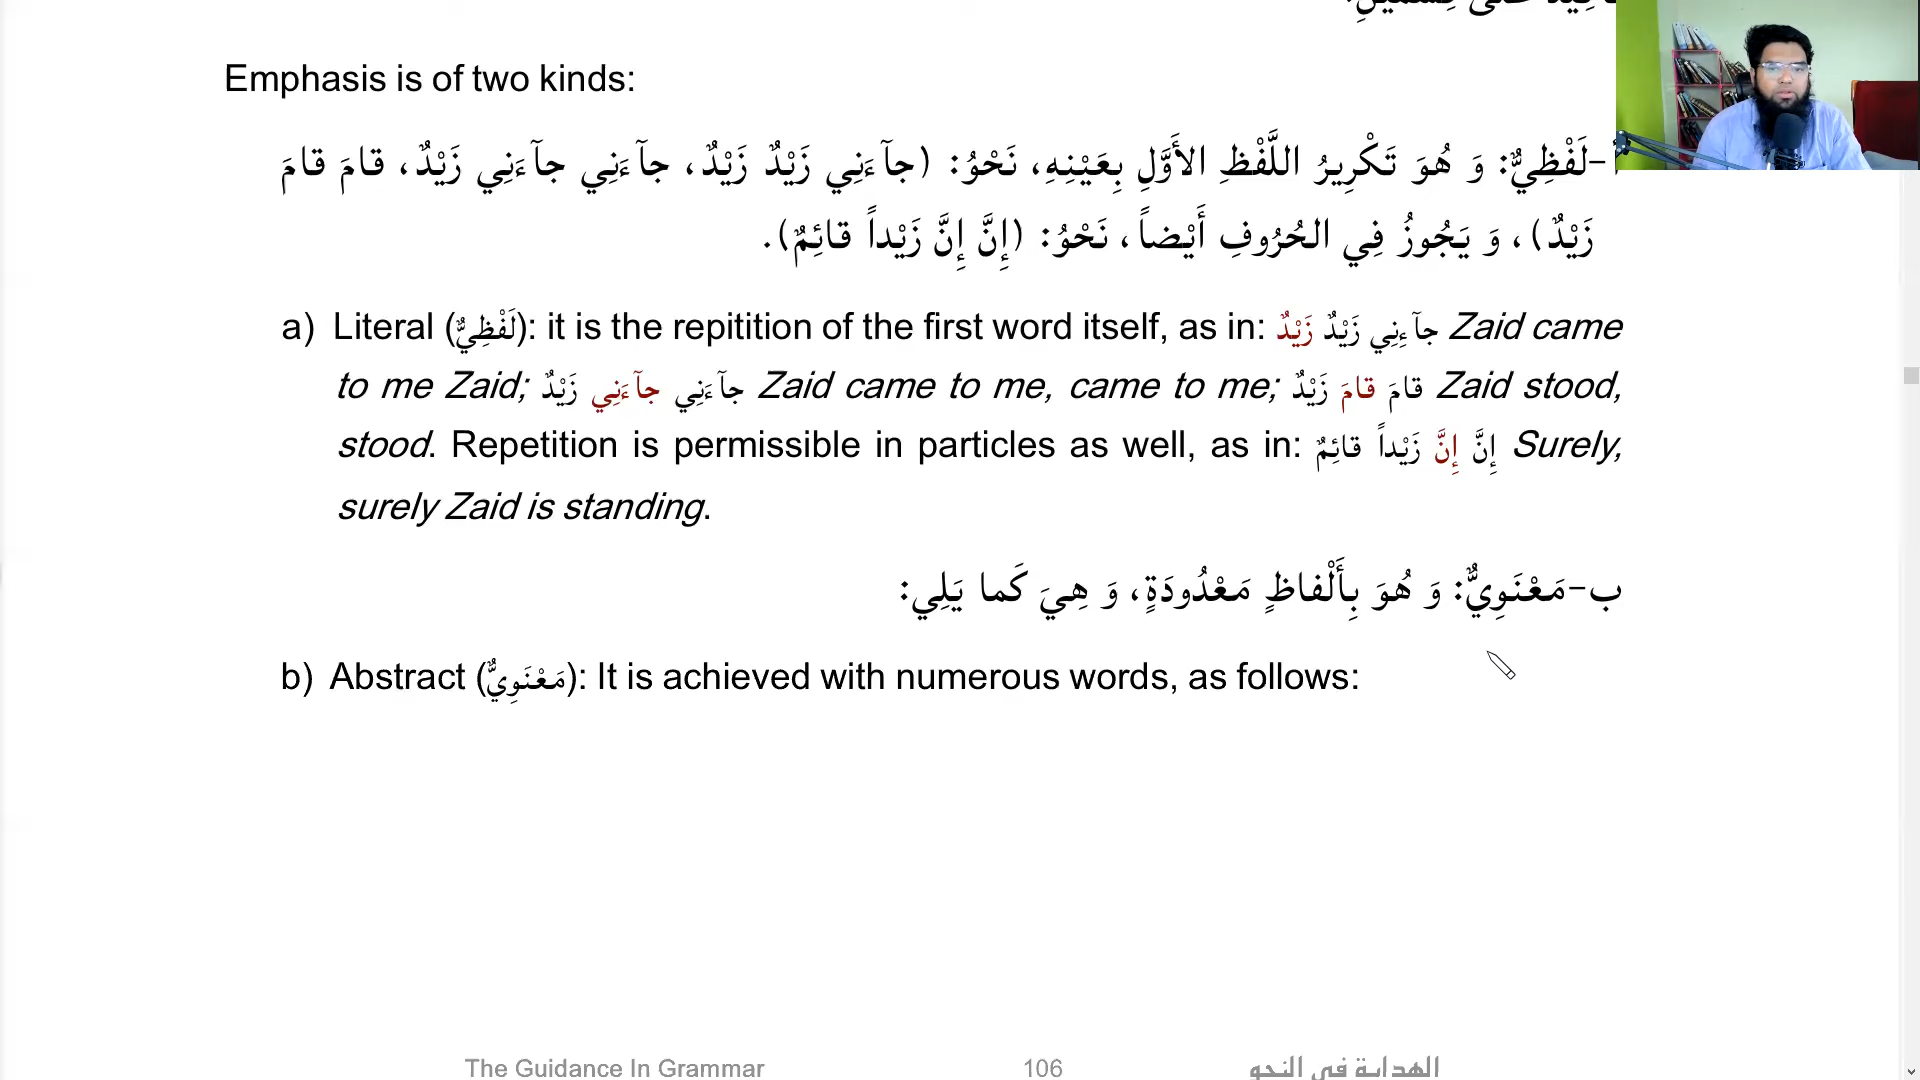 Emphasis is of two kinds:
-لَفْظِيٌّ: وَ هُوَ تَكْرِيرُ اللَّفْظِ الأَوَّلِ بِعَيْنِهِ، نَحْوُ: (جآءَنِي زَيْدٌ زَيْدٌ، جآءَنِي جآءَنِي زَيْدٌ، قامَ قامَ
زَيْدٌ)، وَ يَجُوزُ فِي الحُرُوفِ أَيْضاً، نَحْوُ: (إِنَّ إِنَّ زَيْداً قائِمٌ).
a) Literal (لَفْظِيٌّ): it is the repitition of the first word itself, as in: جآءَنِي زَيْدٌ زَيْدٌ Zaid came
to me Zaid; جآءَنِي جآءَنِي زَيْدٌ Zaid came to me, came to me; قامَ قامَ زَيْدٌ Zaid stood,
stood. Repetition is permissible in particles as well, as in: إِنَّ إِنَّ زَيْداً قائِمٌ Surely,
surely Zaid is standing.
ب-مَعْنَوِيٌّ: وَ هُوَ بِأَلْفاظٍ مَعْدُودَةٍ، وَ هِيَ كَما يَلِي:
b) Abstract (مَعْنَوِيٌّ): It is achieved with numerous words, as follows:
The Guidance In Grammar 106 الهداية في النحو